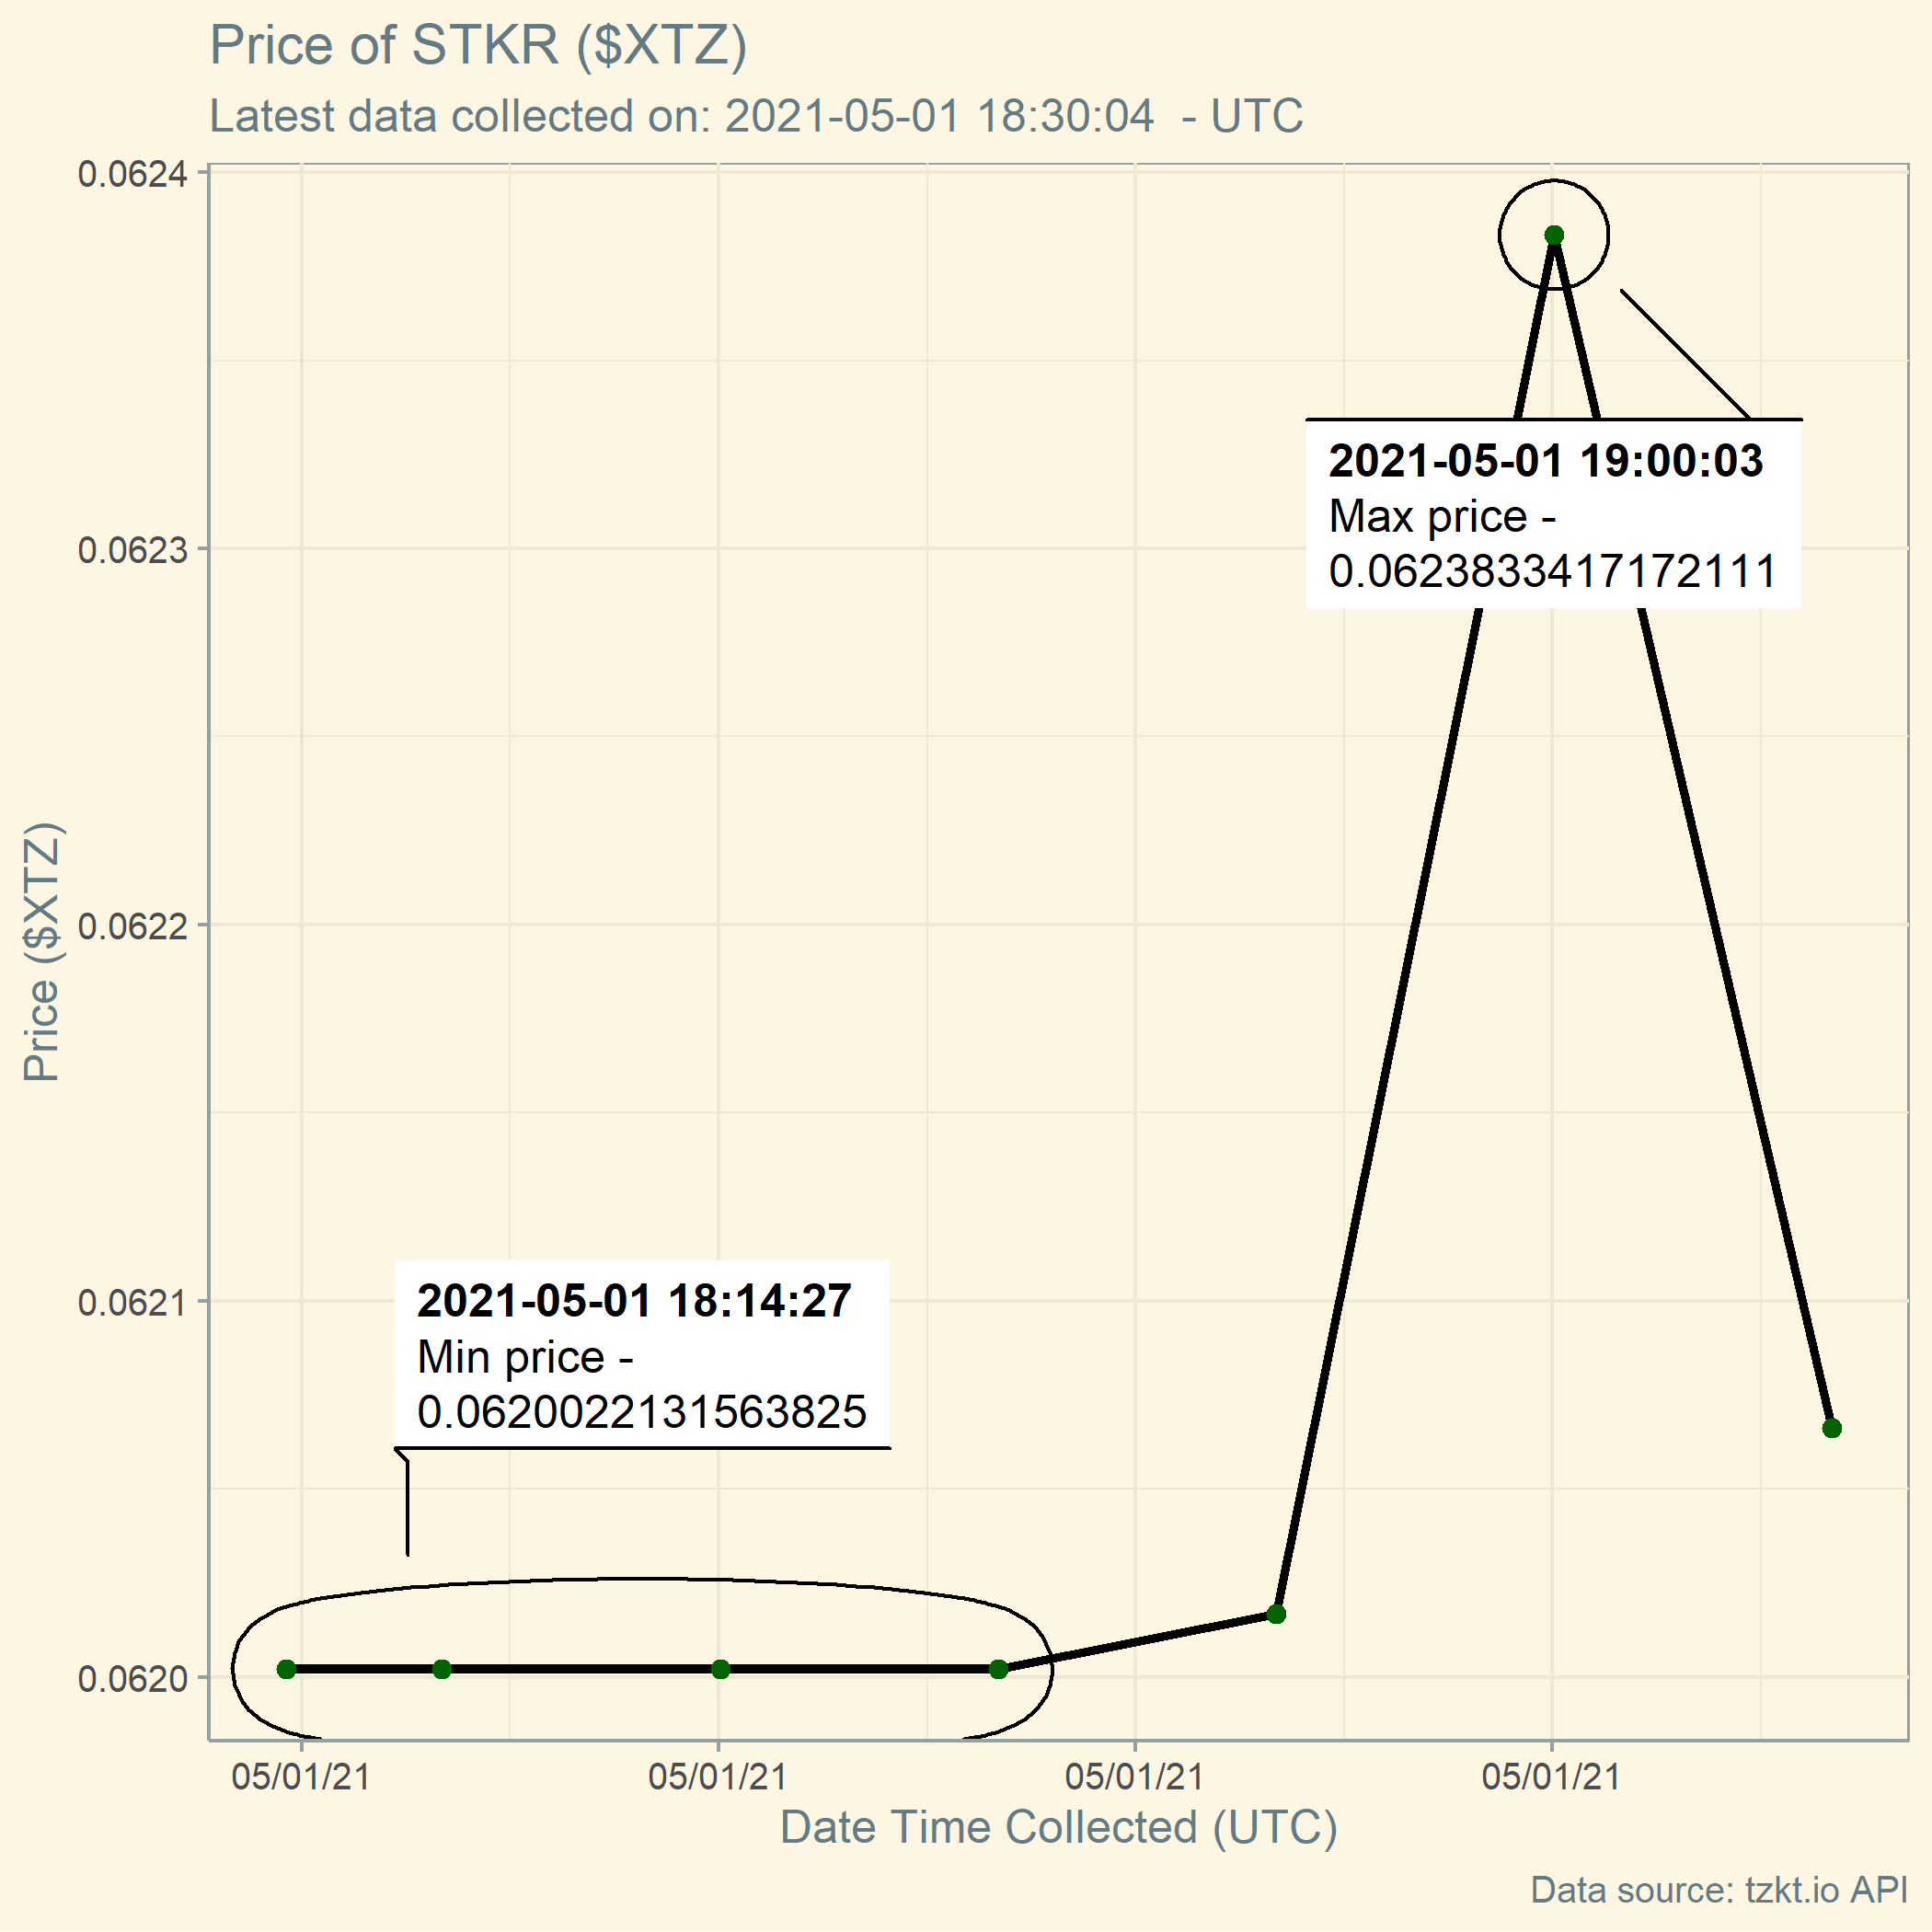 Price of STKR ($XTZ)
Latest data collected on: 2021-05-01 18:30:04  - UTC
0.0624
0.0623
0.0622
0.0621
0.0620
Price ($XTZ)
2021-05-01 19:00:03
Max price -
0.0623833417172111
2021-05-01 18:14:27
Min price -
0.0620022131563825
05/01/21
05/01/21
05/01/21
05/01/21
Date Time Collected (UTC)
Data source: tzkt.io API